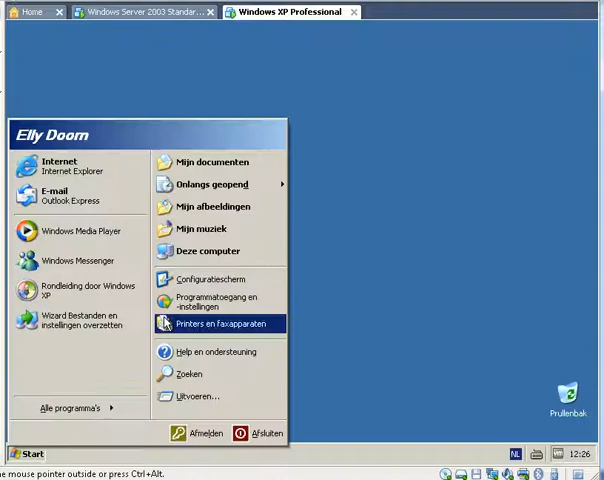 Home
Windows Server 2003 Standar...
Windows XP Professional
Elly Doorn
Internet
Internet Explorer
E-mail
Outlook Express
Windows Media Player
Windows Messenger
Rondleiding door Windows
XP
Wizard Bestanden en
instellingen overzetten
Alle programma's
Mijn documenten
Onlangs geopend
Mijn afbeeldingen
Mijn muziek
Deze computer
Configuratiescherm
Programmatoegang en
-instellingen
Printers en faxapparaten
Help en ondersteuning
Zoeken
Uitvoeren...
Afmelden
Afsluiten
Prullenbak
Start
NL
12:26
he mouse pointer outside or press Ctrl+Alt.